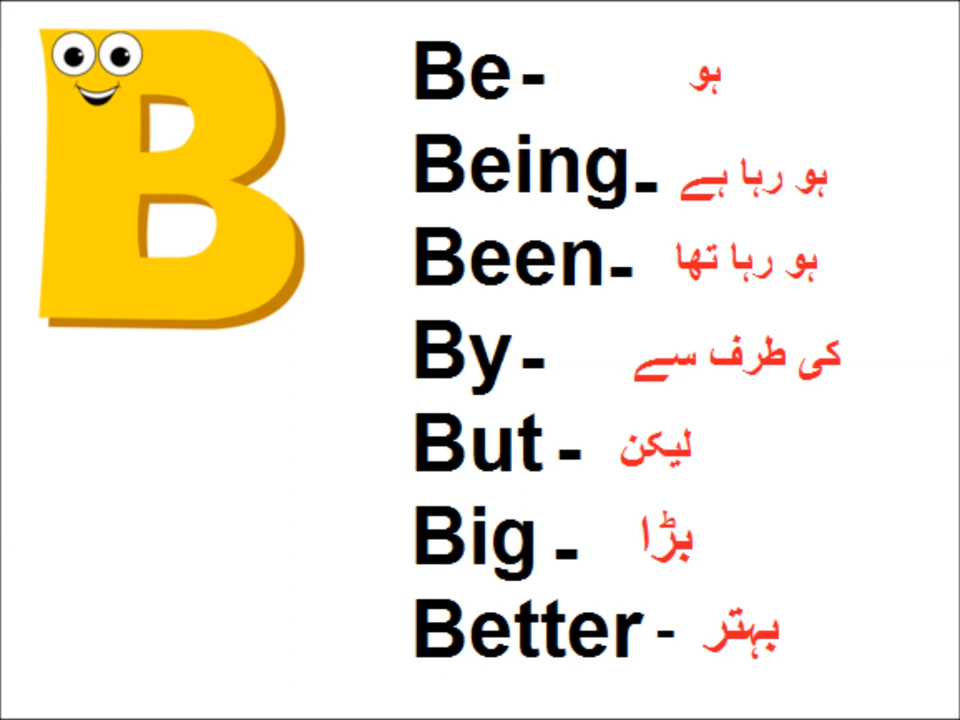 B
Be - ہو
Being - ہو رہا ہے
Been - ہو رہا تھا
By - کی طرف سے
But - لیکن
Big - بڑا
Better - بہتر